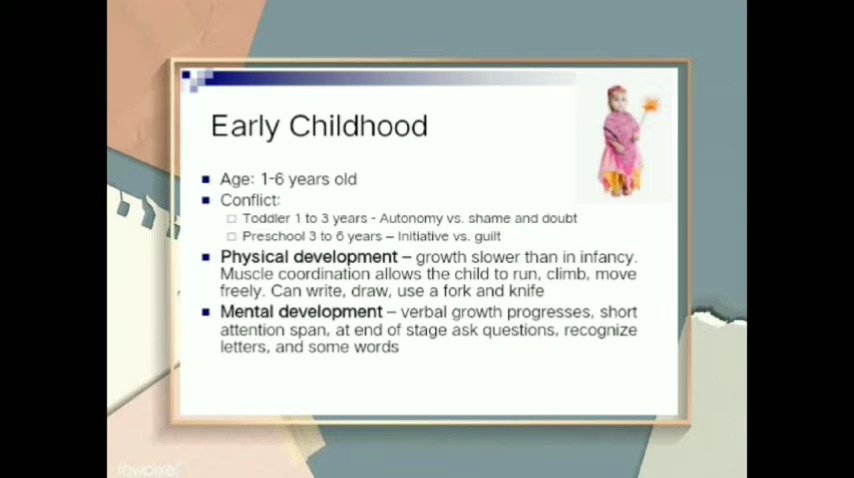 Early Childhood
Age: 1-6 years old
Conflict:
Toddler 1 to 3 years - Autonomy vs. shame and doubt
Preschool 3 to 6 years – Initiative vs. guilt
Physical development – growth slower than in infancy.
Muscle coordination allows the child to run, climb, move
freely. Can write, draw, use a fork and knife
Mental development – verbal growth progresses, short
attention span, at end of stage ask questions, recognize
letters, and some words
rawpixel